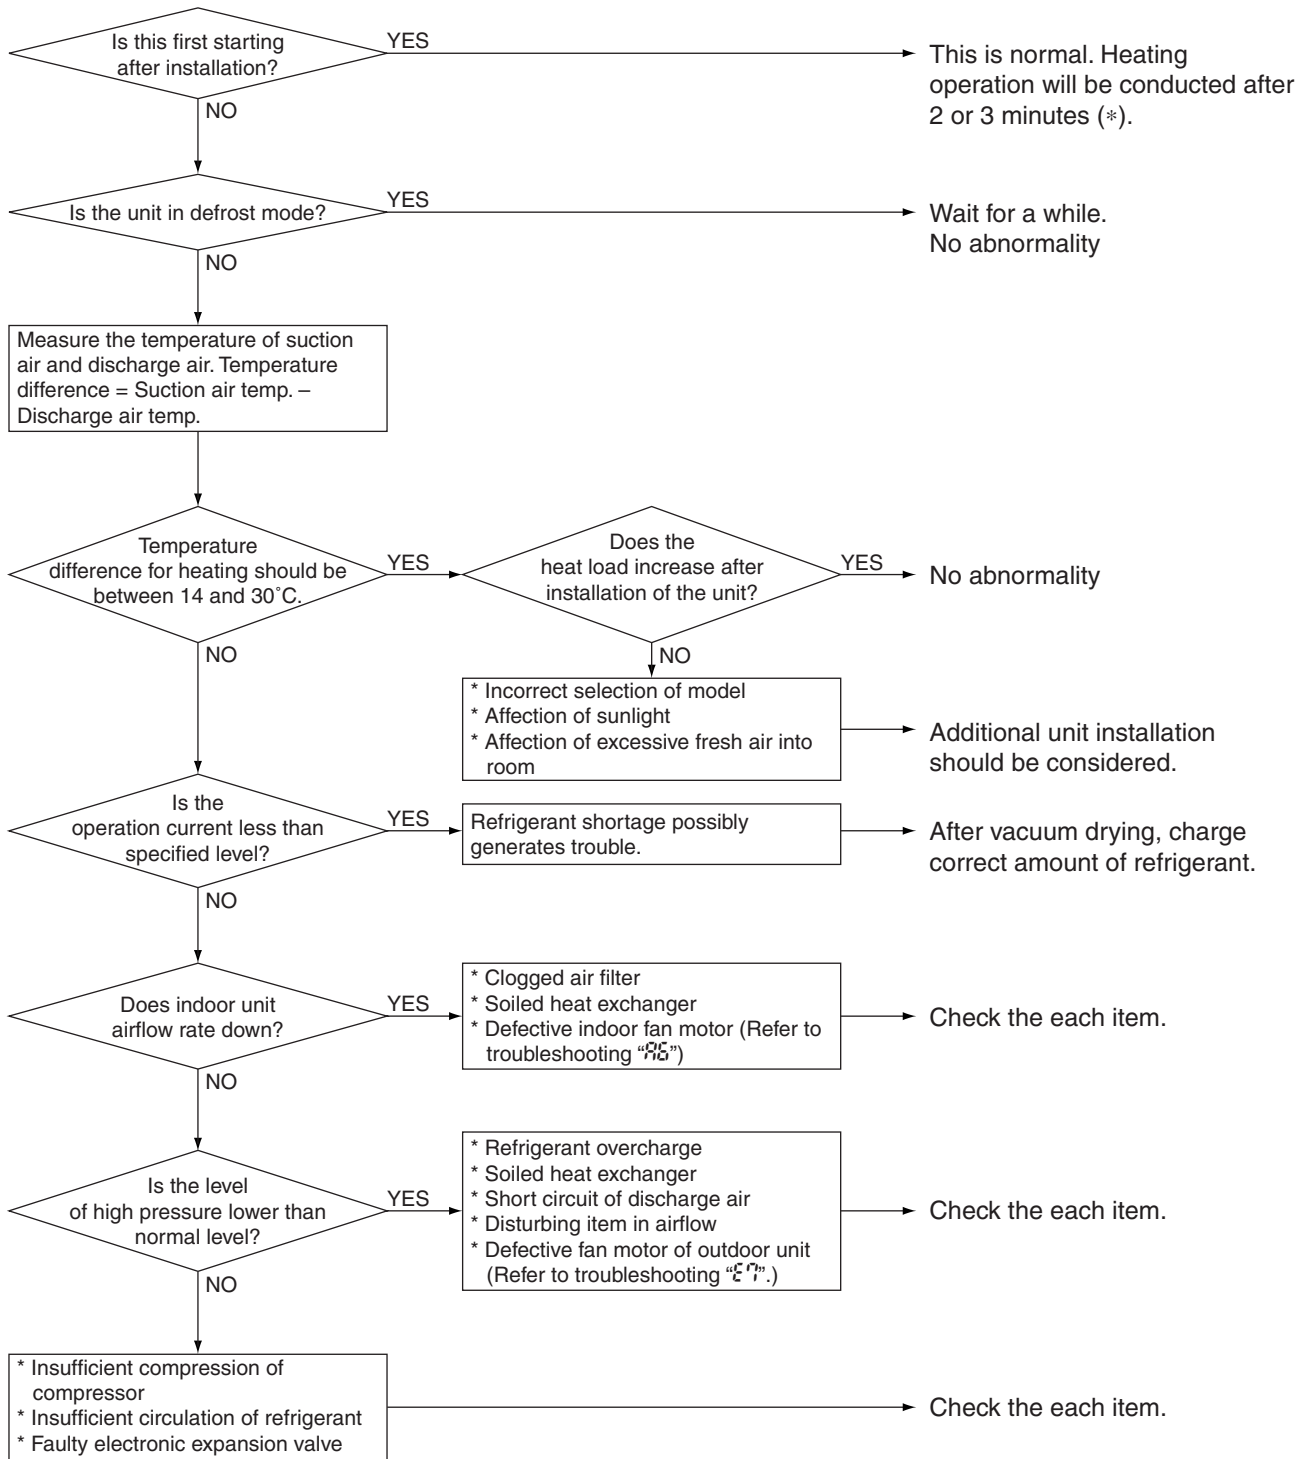 Is this first starting
after installation?
YES
This is normal. Heating
operation will be conducted after
2 or 3 minutes (*).
NO
Is the unit in defrost mode?
YES
Wait for a while.
No abnormality
NO
Measure the temperature of suction
air and discharge air. Temperature
difference = Suction air temp. –
Discharge air temp.
Temperature
difference for heating should be
between 14 and 30˚C.
YES
Does the
heat load increase after
installation of the unit?
YES
No abnormality
NO
NO
* Incorrect selection of model
* Affection of sunlight
* Affection of excessive fresh air into
room
Additional unit installation
should be considered.
Is the
operation current less than
specified level?
YES
Refrigerant shortage possibly
generates trouble.
After vacuum drying, charge
correct amount of refrigerant.
NO
Does indoor unit
airflow rate down?
YES
* Clogged air filter
* Soiled heat exchanger
* Defective indoor fan motor (Refer to
troubleshooting “A6”)
Check the each item.
NO
Is the level
of high pressure lower than
normal level?
YES
* Refrigerant overcharge
* Soiled heat exchanger
* Short circuit of discharge air
* Disturbing item in airflow
* Defective fan motor of outdoor unit
(Refer to troubleshooting “E7”.)
Check the each item.
NO
* Insufficient compression of
compressor
* Insufficient circulation of refrigerant
* Faulty electronic expansion valve
Check the each item.